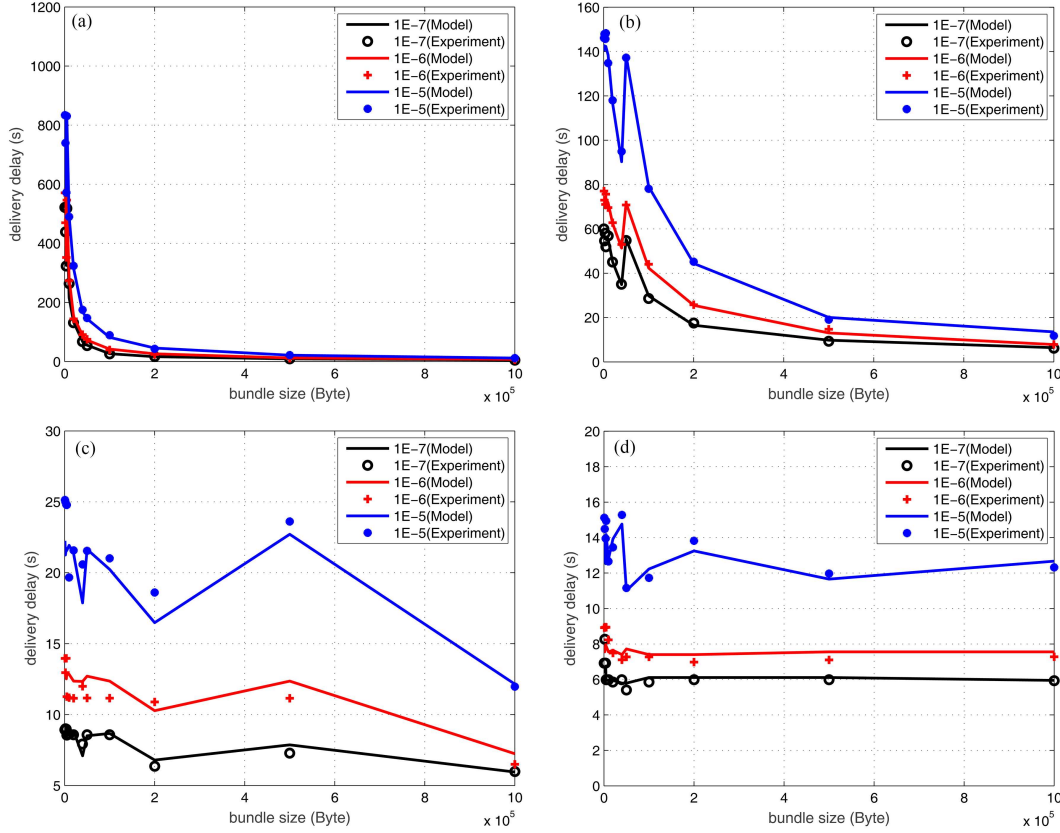 (a)
1E-7(Model)
1E-7(Experiment)
1E-6(Model)
1E-6(Experiment)
1E-5(Model)
1E-5(Experiment)
1200
1000
800
600
400
200
0
delivery delay (s)
0 2 4 6 8 10
bundle size (Byte)
x 10^5
(b)
1E-7(Model)
1E-7(Experiment)
1E-6(Model)
1E-6(Experiment)
1E-5(Model)
1E-5(Experiment)
160
140
120
100
80
60
40
20
0
delivery delay (s)
0 2 4 6 8 10
bundle size (Byte)
x 10^5
(c)
1E-7(Model)
1E-7(Experiment)
1E-6(Model)
1E-6(Experiment)
1E-5(Model)
1E-5(Experiment)
30
25
20
15
10
5
delivery delay (s)
0 2 4 6 8 10
bundle size (Byte)
x 10^5
(d)
1E-7(Model)
1E-7(Experiment)
1E-6(Model)
1E-6(Experiment)
1E-5(Model)
1E-5(Experiment)
20
18
16
14
12
10
8
6
4
2
0
delivery delay (s)
0 2 4 6 8 10
bundle size (Byte)
x 10^5